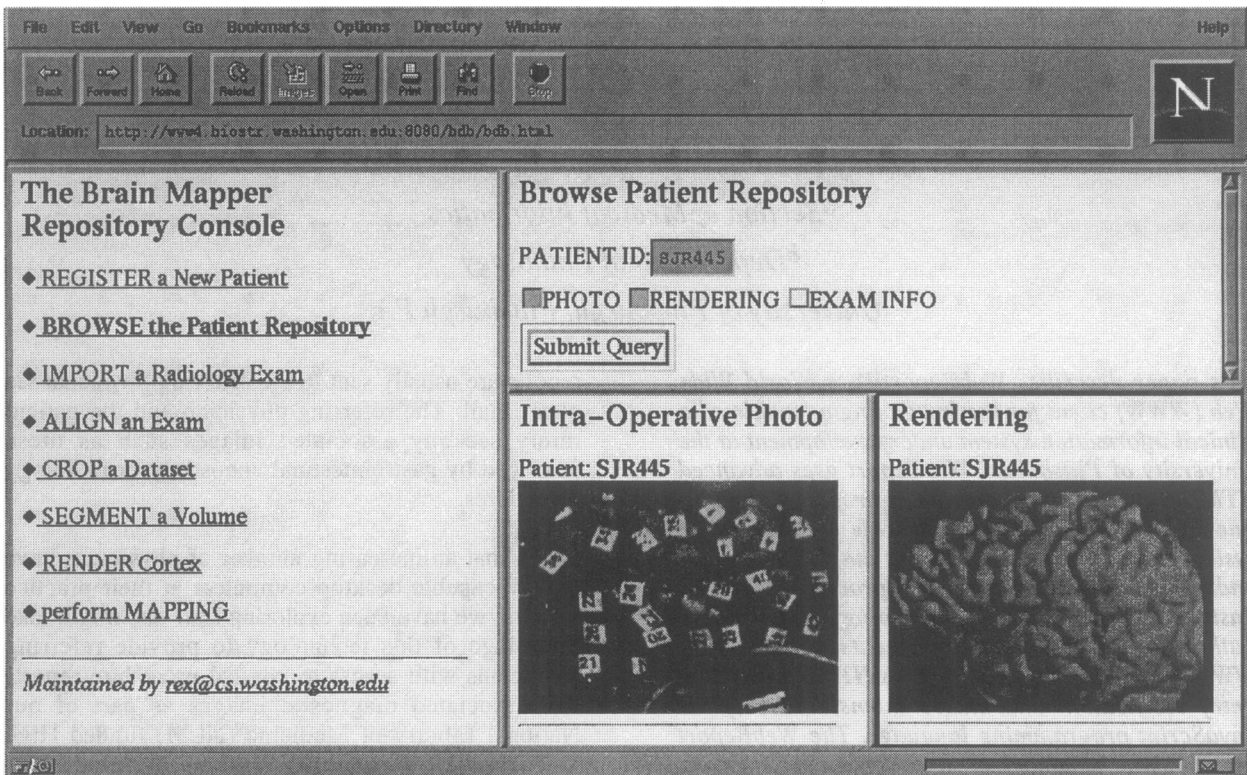 File Edit View Go Bookmarks Options Directory Window Help
Back Forward Home Reload Images Open Print Find Stop
N
Location: http://www4.biostr.washington.edu:8080/bdb/bdb.html
The Brain Mapper
Repository Console
◆ REGISTER a New Patient
◆ BROWSE the Patient Repository
◆ IMPORT a Radiology Exam
◆ ALIGN an Exam
◆ CROP a Dataset
◆ SEGMENT a Volume
◆ RENDER Cortex
◆ perform MAPPING
Maintained by rex@cs.washington.edu
Browse Patient Repository
PATIENT ID: SJR445
PHOTO RENDERING EXAM INFO
Submit Query
Intra-Operative Photo
Patient: SJR445
21
Rendering
Patient: SJR445